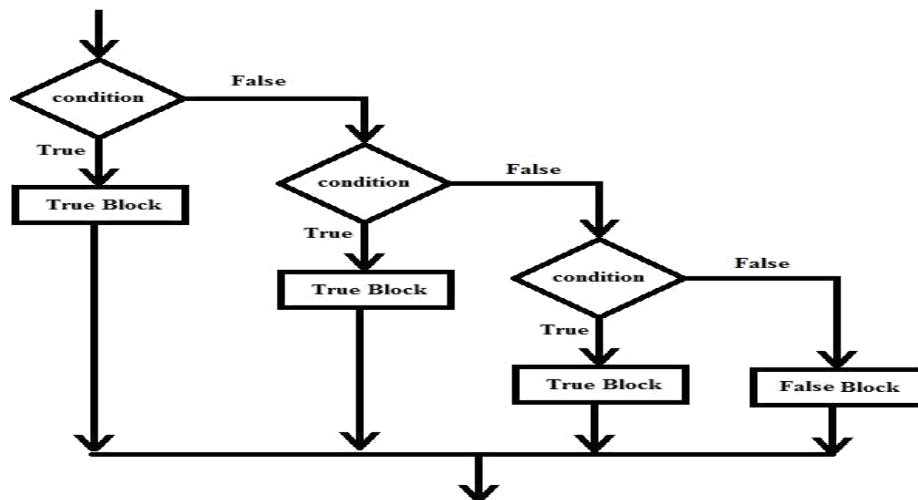 False
condition
True
True Block
False
condition
True
True Block
False
condition
True
True Block
False Block